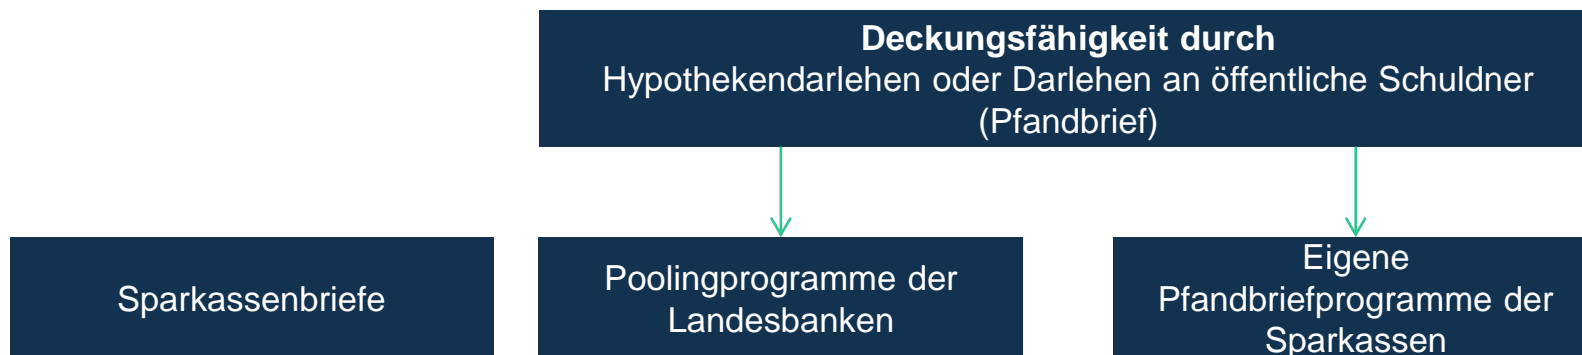 Deckungsfähigkeit durch
Hypothekendarlehen oder Darlehen an öffentliche Schuldner
(Pfandbrief)
Sparkassenbriefe
Poolingprogramme der
Landesbanken
Eigene
Pfandbriefprogramme der
Sparkassen